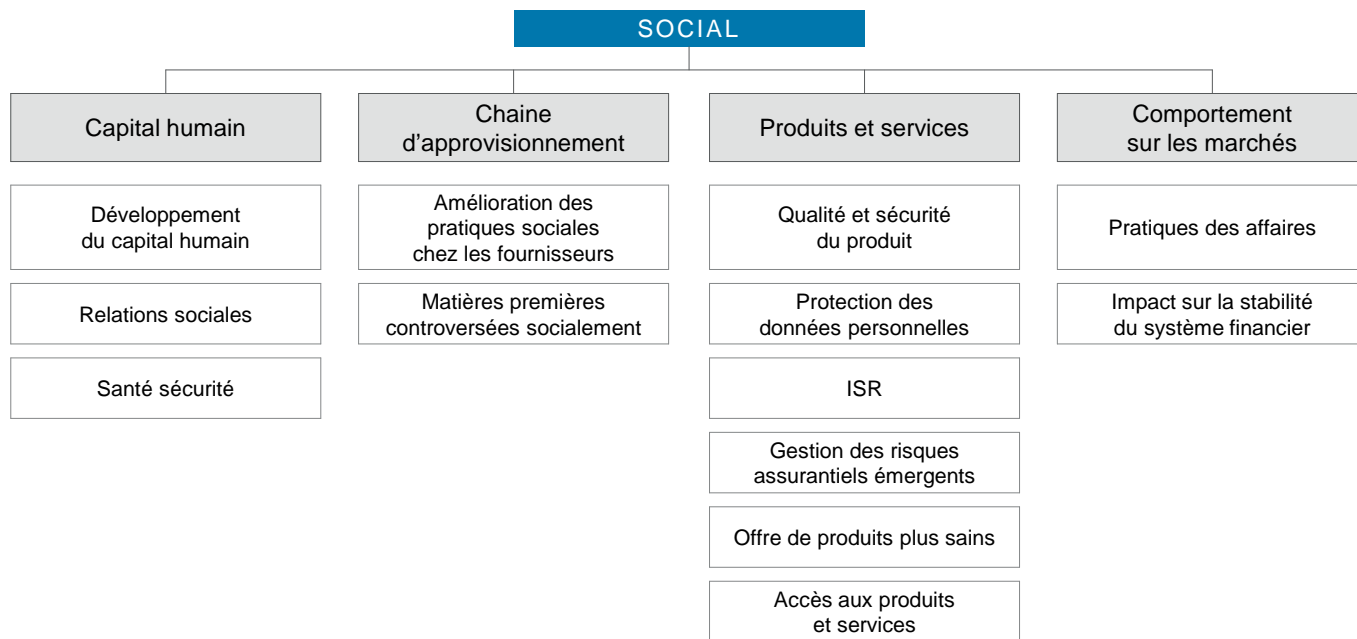 SOCIAL
Capital humain
Chaine
d’approvisionnement
Produits et services
Comportement
sur les marchés
Développement
du capital humain
Amélioration des
pratiques sociales
chez les fournisseurs
Qualité et sécurité
du produit
Pratiques des affaires
Relations sociales
Matières premières
controversées socialement
Protection des
données personnelles
Impact sur la stabilité
du système financier
Santé sécurité
ISR
Gestion des risques
assurantiels émergents
Offre de produits plus sains
Accès aux produits
et services